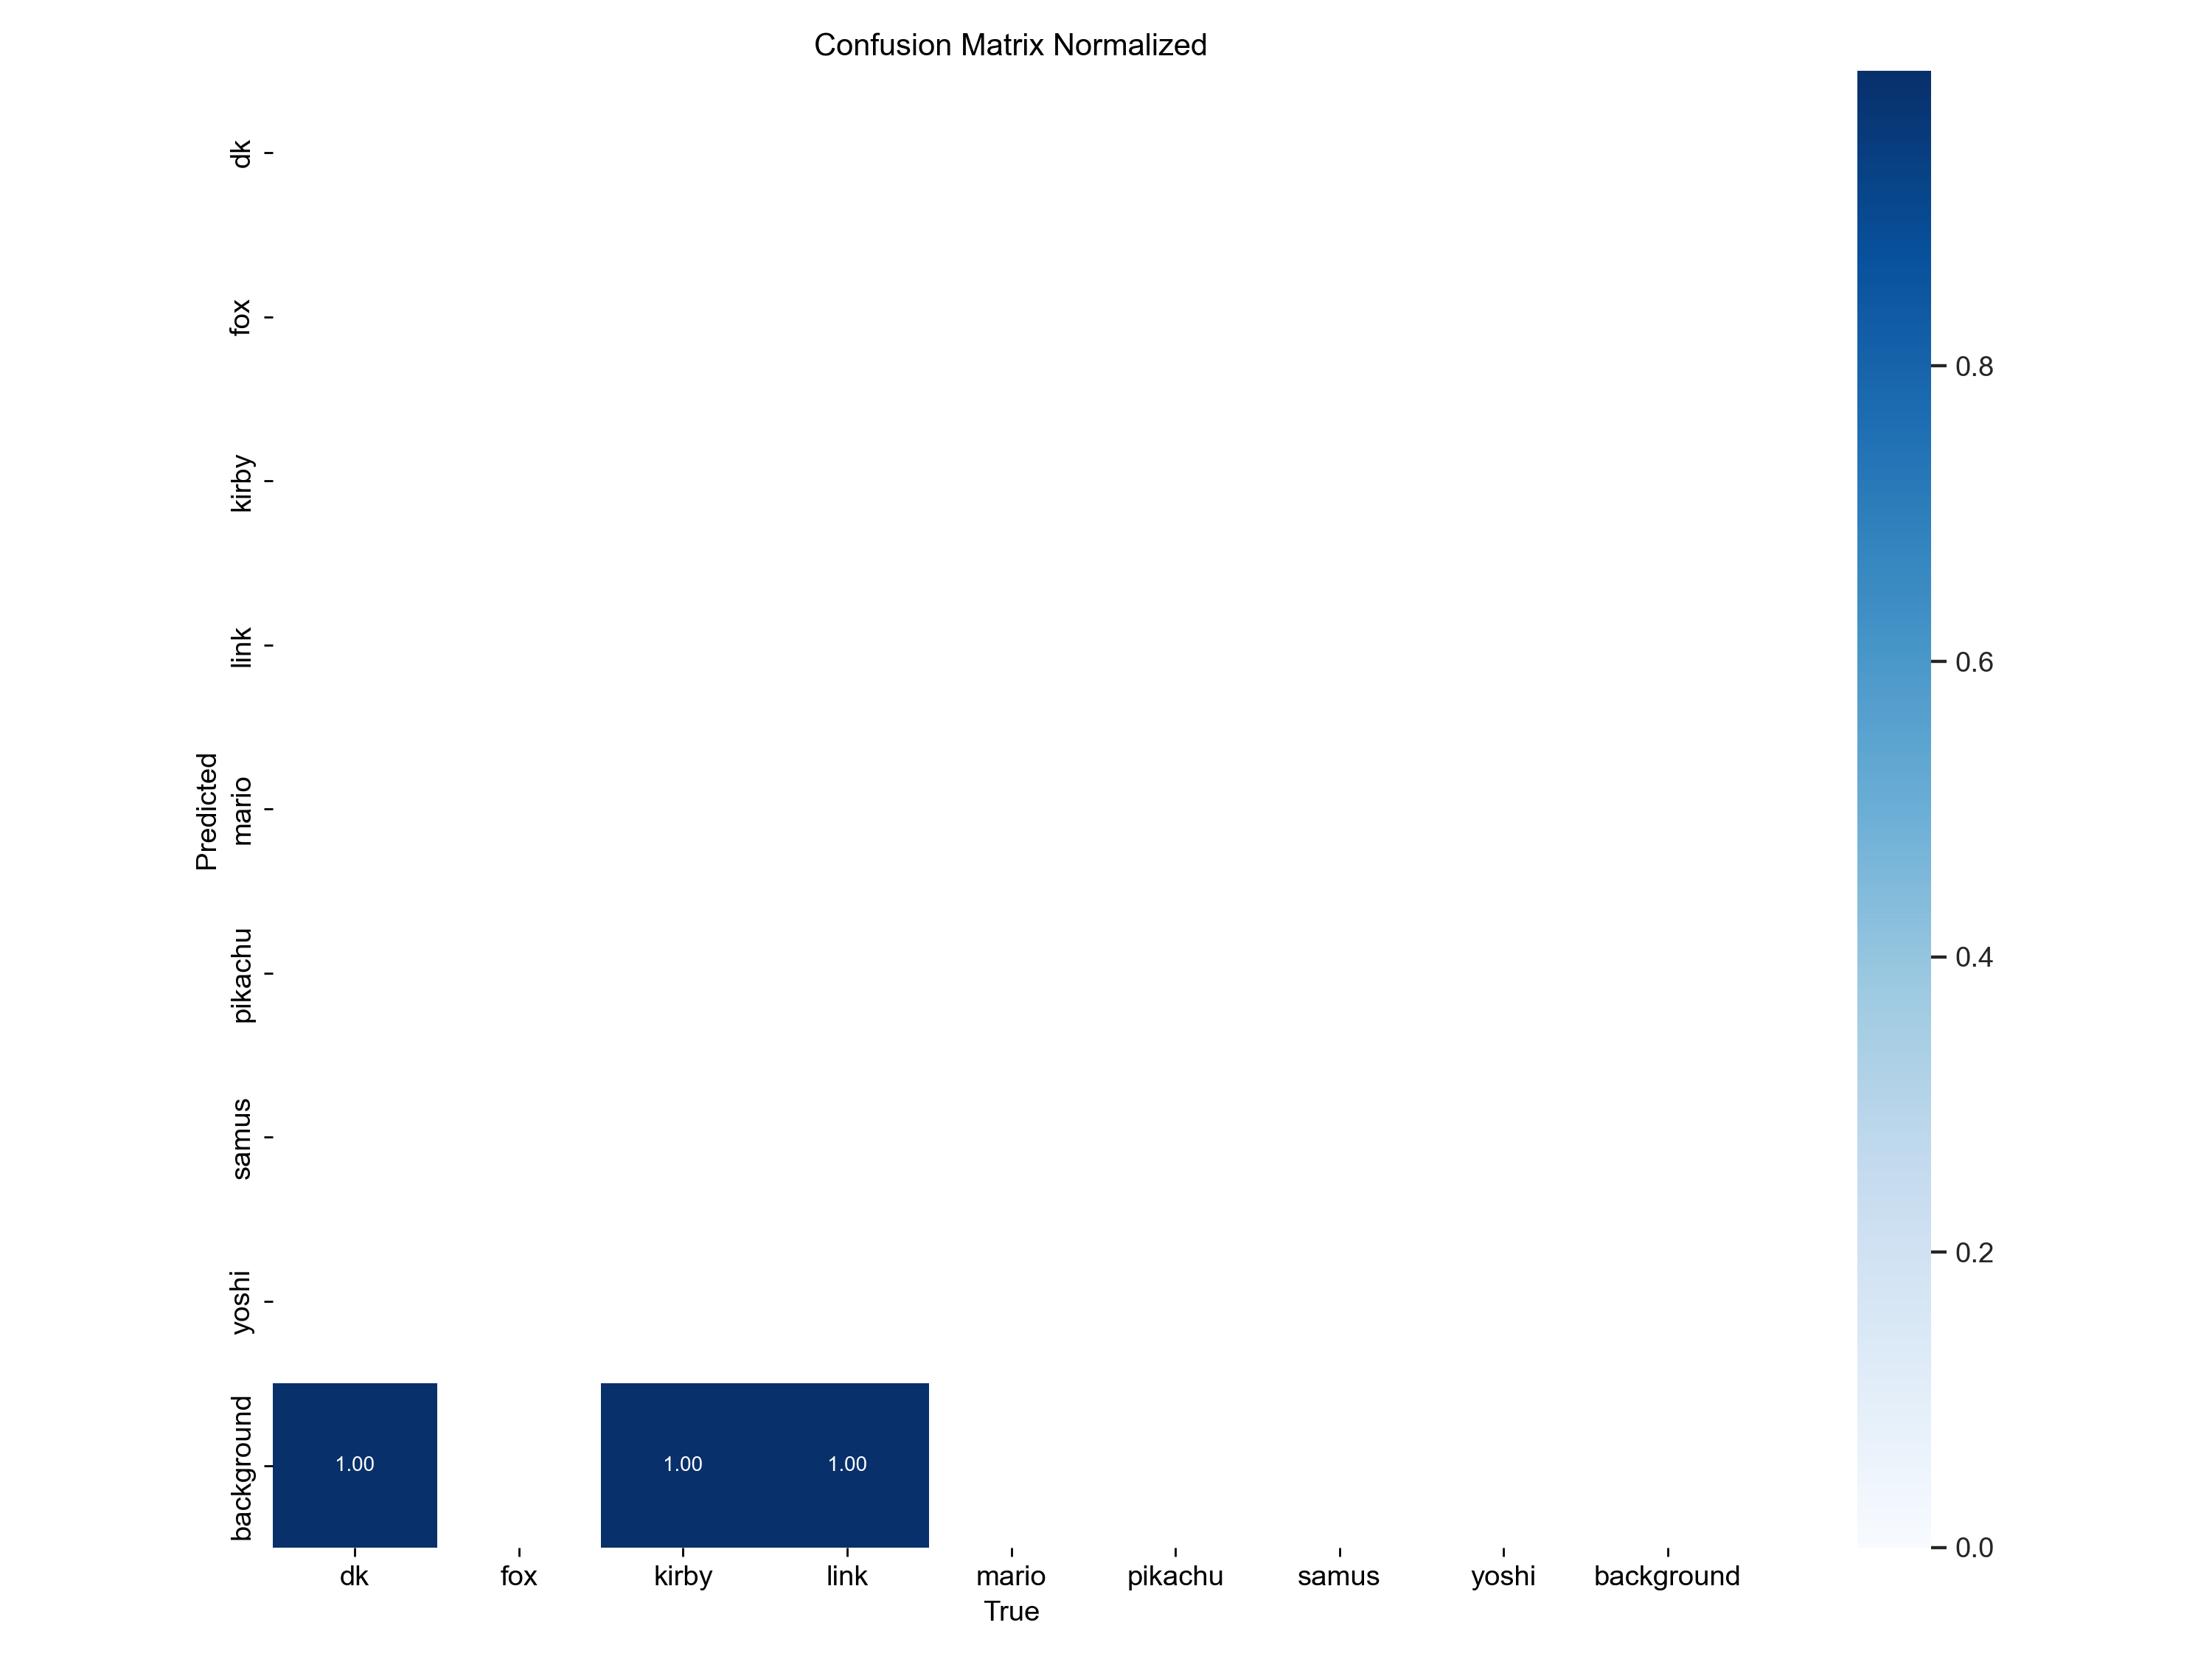 Confusion Matrix Normalized
Predicted
dk
fox
kirby
link
mario
pikachu
samus
yoshi
background
1.00 1.00 1.00
dk fox kirby link mario pikachu samus yoshi background
True
0.8
0.6
0.4
0.2
0.0